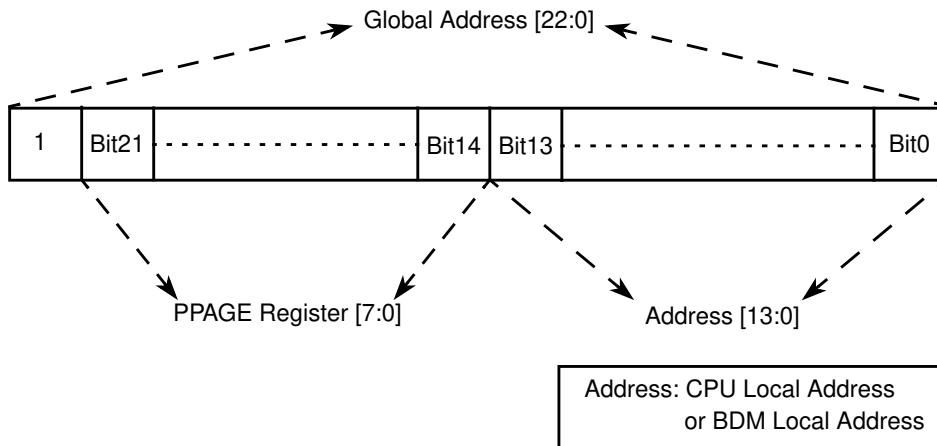 Global Address [22:0]
1 Bit21 Bit14 Bit13 Bit0
PPAGE Register [7:0]
Address [13:0]
Address: CPU Local Address
or BDM Local Address